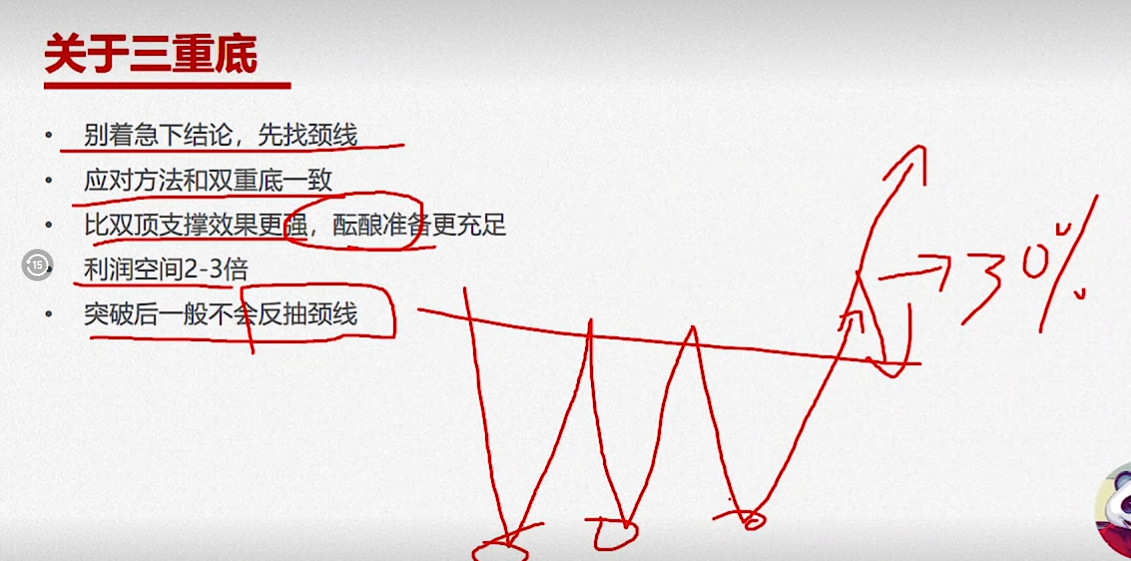 关于三重底
• 别着急下结论，先找颈线
• 应对方法和双重底一致
• 比双顶支撑效果更强，酝酿准备更充足
• 利润空间2-3倍
• 突破后一般不会反抽颈线
30%
15